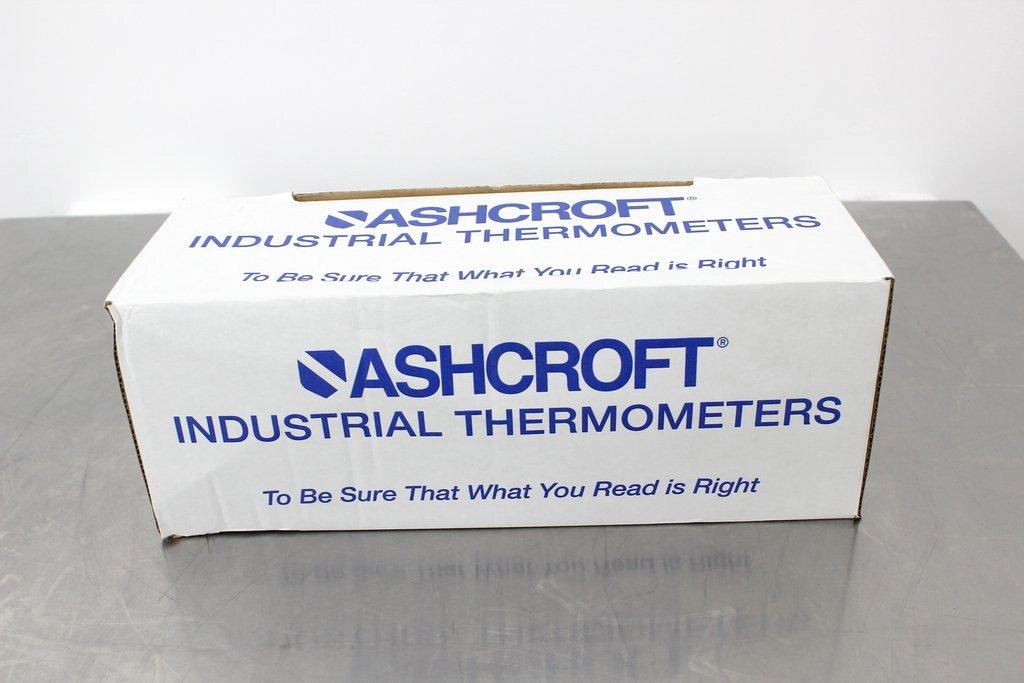 ASHCROFT®
INDUSTRIAL THERMOMETERS
To Be Sure That What You Read is Right
ASHCROFT®
INDUSTRIAL THERMOMETERS
To Be Sure That What You Read is Right